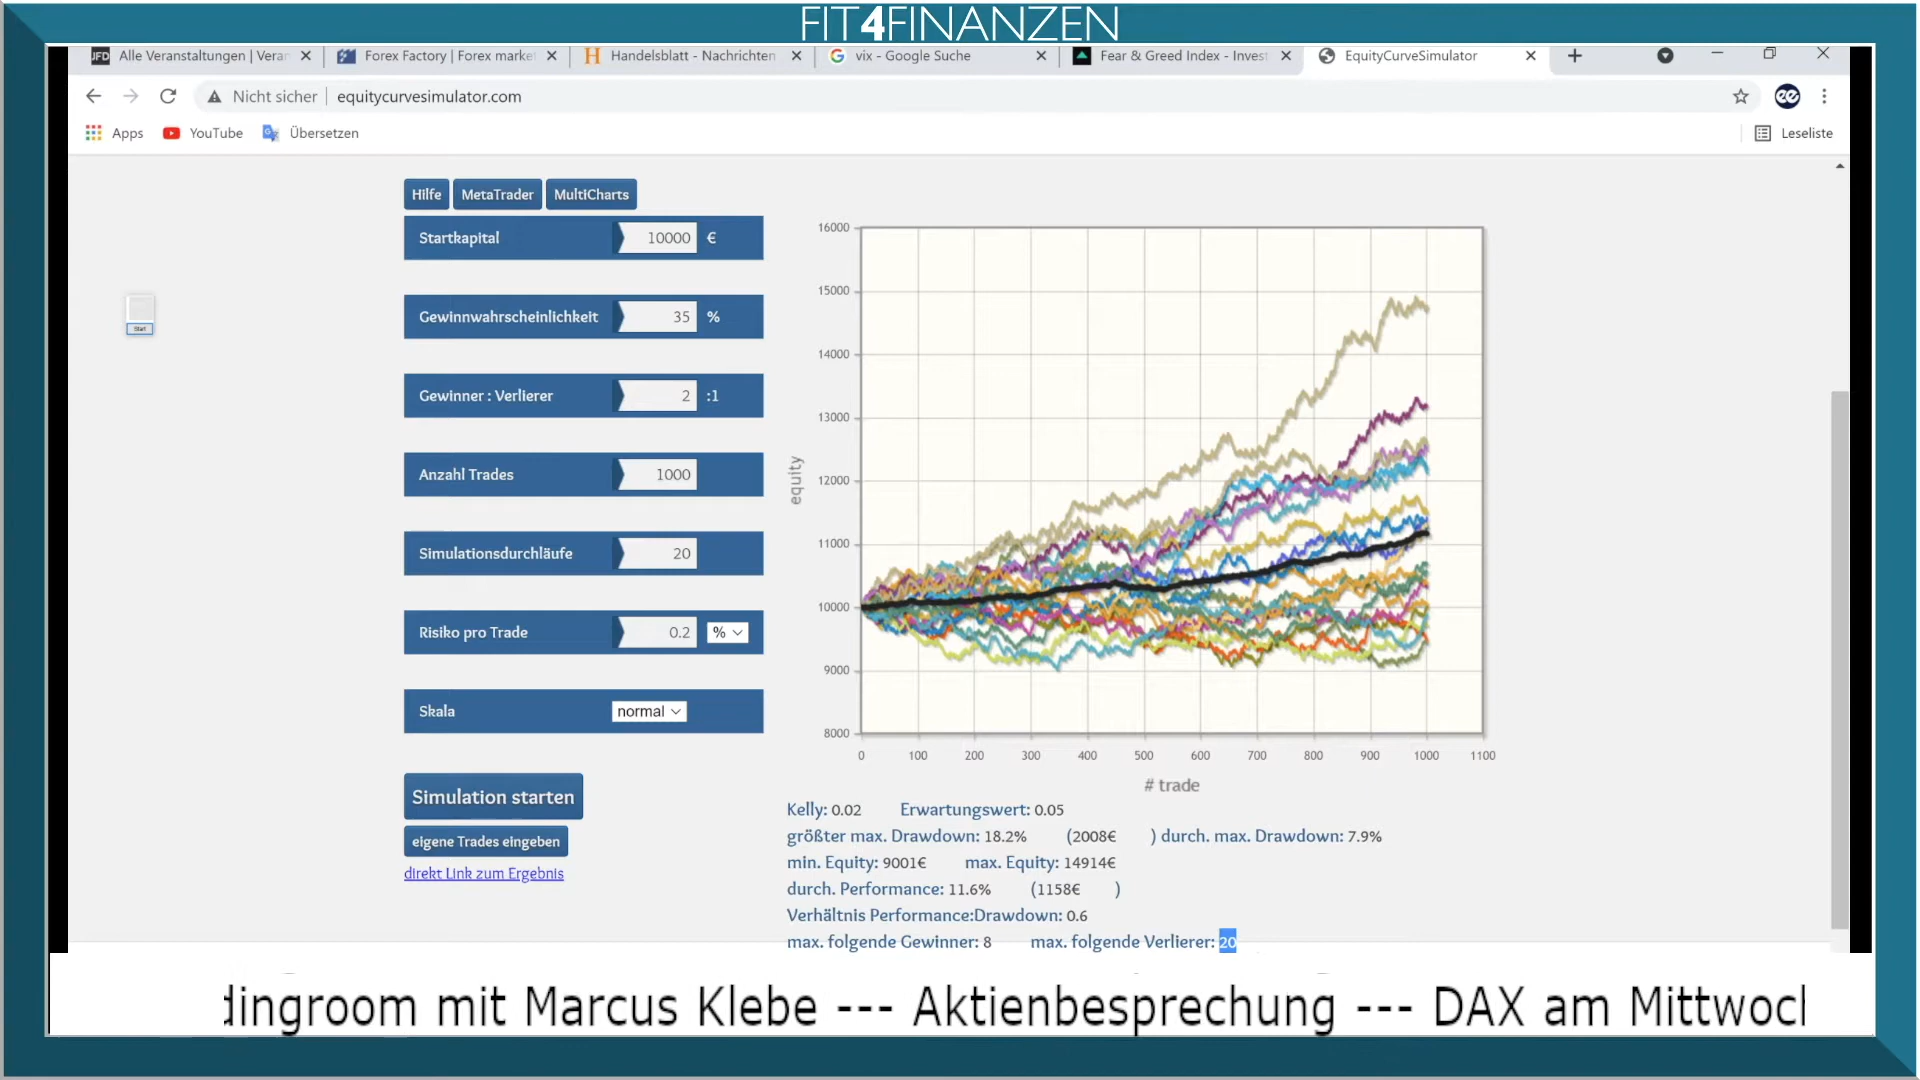 FIT4FINANZEN
JFD Alle Veranstaltungen | Veran
Forex Factory | Forex market
Handelsblatt - Nachrichten
vix - Google Suche
Fear & Greed Index - Invest
EquityCurveSimulator
Nicht sicher equitycurvesimulator.com
Apps YouTube Übersetzen Leseliste
Hilfe MetaTrader MultiCharts
Startkapital 10000 €
Gewinnwahrscheinlichkeit 35 %
Gewinner : Verlierer 2 :1
Anzahl Trades 1000
Simulationsdurchläufe 20
Risiko pro Trade 0.2 %
Skala normal
Simulation starten
eigene Trades eingeben
direkt Link zum Ergebnis
Start
16000
15000
14000
13000
12000
11000
10000
9000
8000
equity
0 100 200 300 400 500 600 700 800 900 1000 1100
# trade
Kelly: 0.02 Erwartungswert: 0.05
größter max. Drawdown: 18.2% (2008€ ) durch. max. Drawdown: 7.9%
min. Equity: 9001€ max. Equity: 14914€
durch. Performance: 11.6% (1158€ )
Verhältnis Performance:Drawdown: 0.6
max. folgende Gewinner: 8 max. folgende Verlierer: 20
dingroom mit Marcus Klebe --- Aktienbesprechung --- DAX am Mittwoch